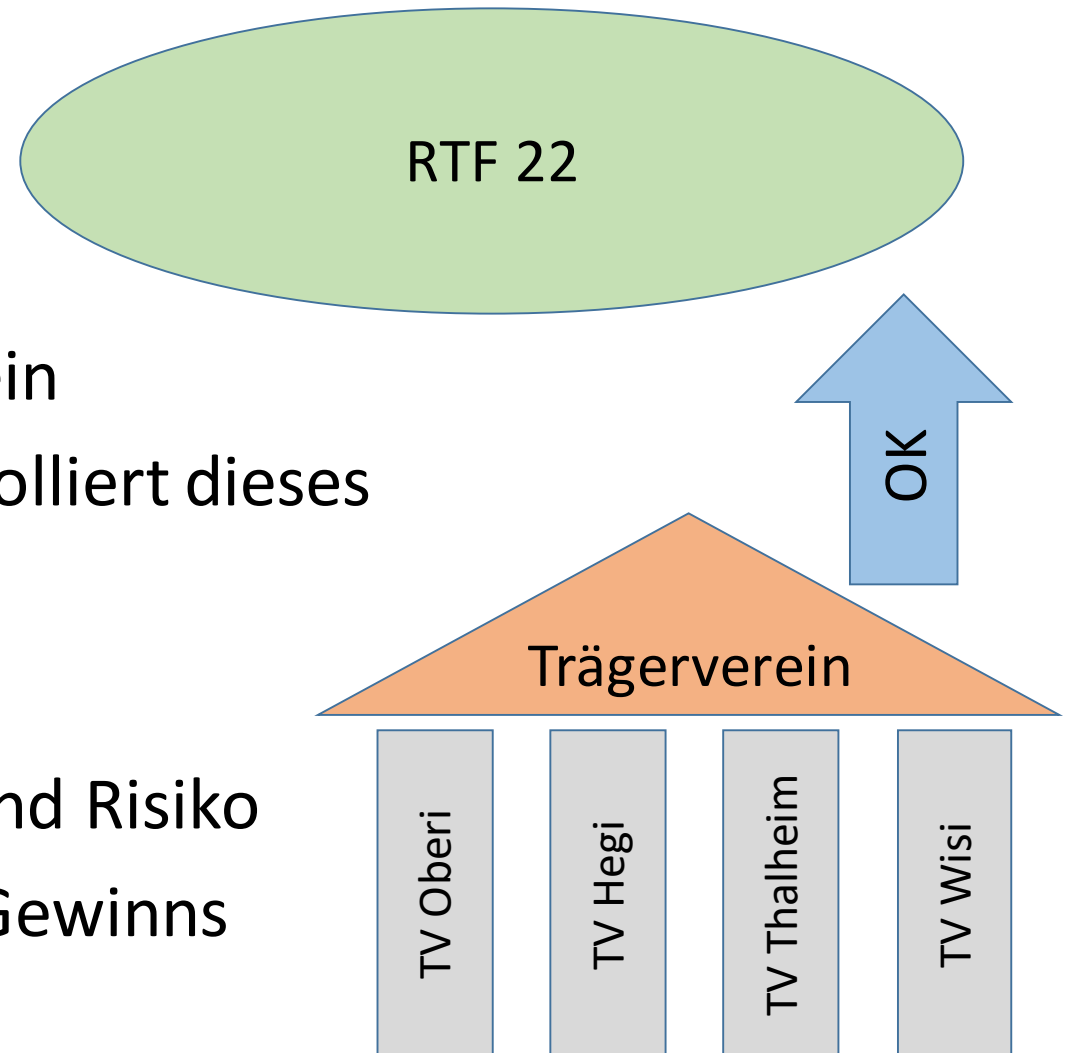 RTF 22
in
olliert dieses
OK
Trägerverein
nd Risiko
Gewinns
TV Oberi
TV Hegi
TV Thalheim
TV Wisi